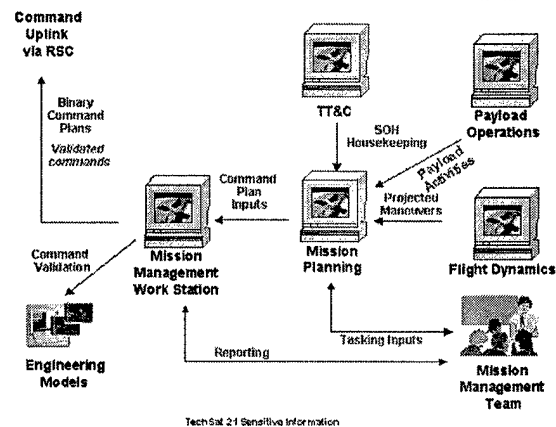 Command
Uplink
via RSC
Binary
Command
Plans
Validated
commands
TT&C
SOH
Housekeeping
Payload
Operations
Payload
Activities
Command
Plan
Inputs
Projected
Maneuvers
Mission
Management
Work Station
Mission
Planning
Flight Dynamics
Command
Validation
Engineering
Models
Reporting
Tasking Inputs
Mission
Management
Team
TechSat 21 Sensitive Information